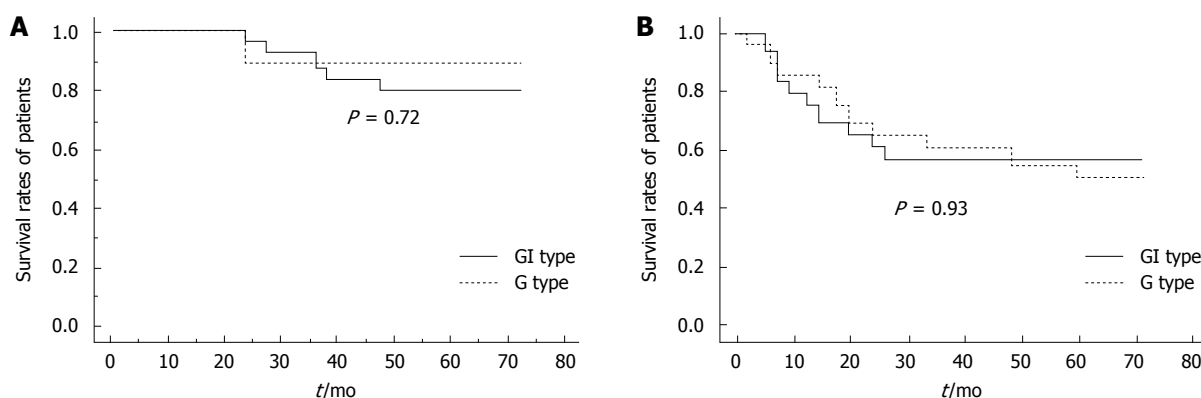 A
Survival rates of patients
1.0
0.8
0.6
0.4
0.2
0.0
P = 0.72
GI type
G type
0 10 20 30 40 50 60 70 80
t/mo
B
Survival rates of patients
1.0
0.8
0.6
0.4
0.2
0.0
P = 0.93
GI type
G type
0 10 20 30 40 50 60 70 80
t/mo